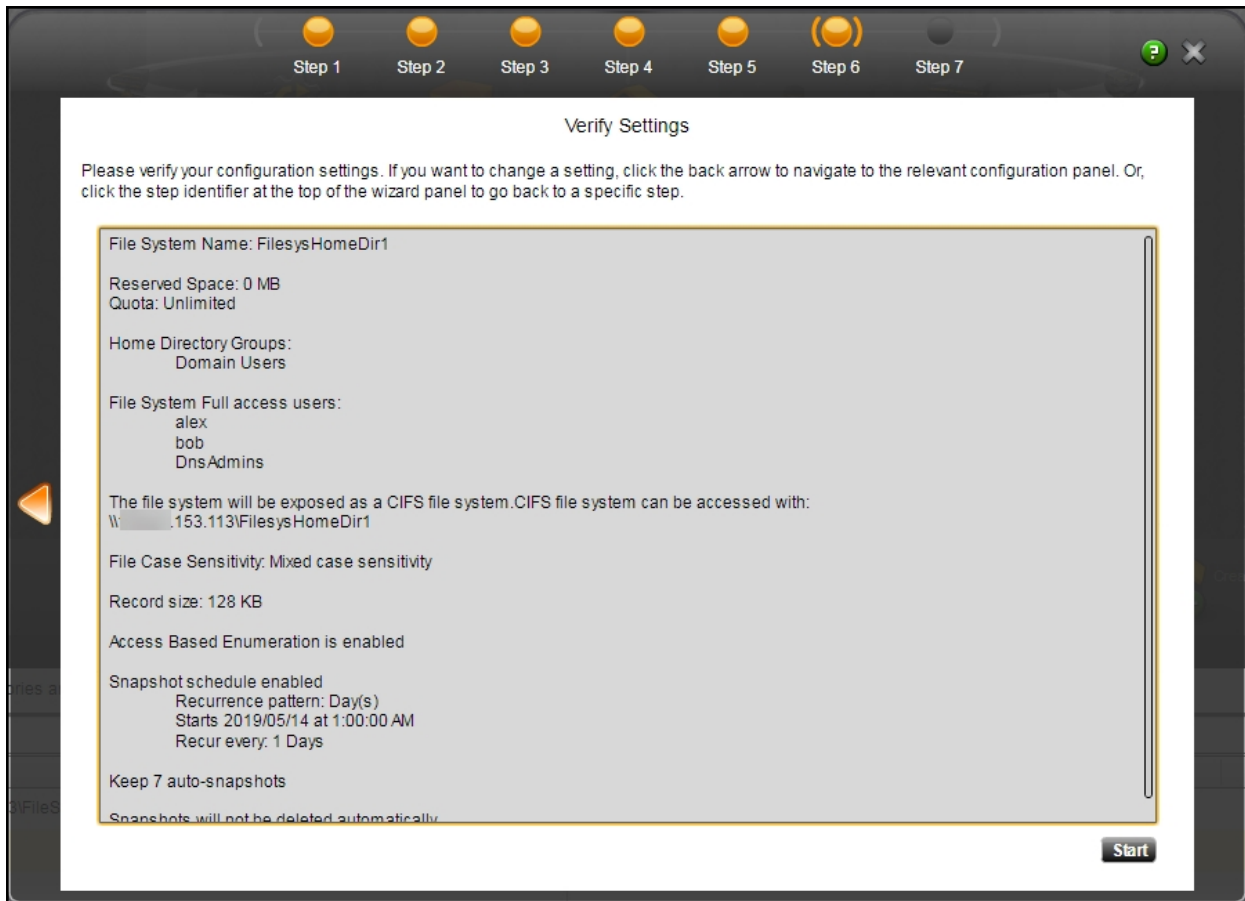 Step 1 Step 2 Step 3 Step 4 Step 5 Step 6 Step 7
?
Verify Settings
Please verify your configuration settings. If you want to change a setting, click the back arrow to navigate to the relevant configuration panel. Or,
click the step identifier at the top of the wizard panel to go back to a specific step.
File System Name: FilesysHomeDir1
Reserved Space: 0 MB
Quota: Unlimited
Home Directory Groups:
Domain Users
File System Full access users:
alex
bob
DnsAdmins
The file system will be exposed as a CIFS file system.CIFS file system can be accessed with:
.153.113\FilesysHomeDir1
File Case Sensitivity: Mixed case sensitivity
Record size: 128 KB
Access Based Enumeration is enabled
Snapshot schedule enabled
Recurrence pattern: Day(s)
Starts 2019/05/14 at 1:00:00 AM
Recur every: 1 Days
Keep 7 auto-snapshots
Snapshots will not be deleted automatically
Start